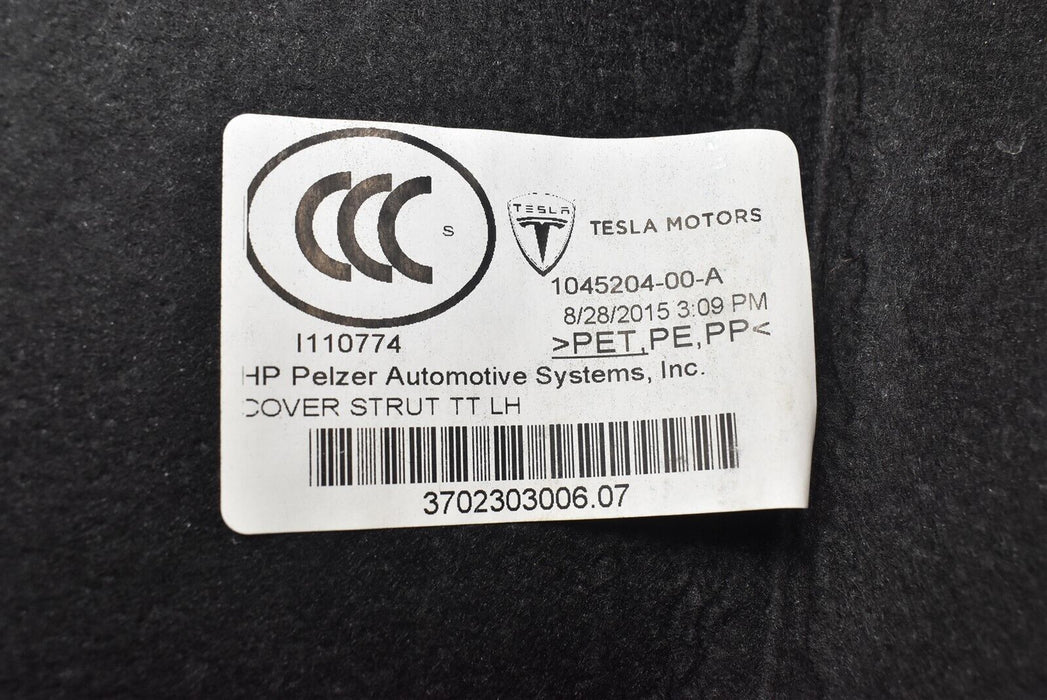 CCC S
TESLA
TESLA MOTORS
1045204-00-A
8/28/2015 3:09 PM
>PET,PE,PP<
I110774
HP Pelzer Automotive Systems, Inc.
COVER STRUT TT LH
3702303006.07